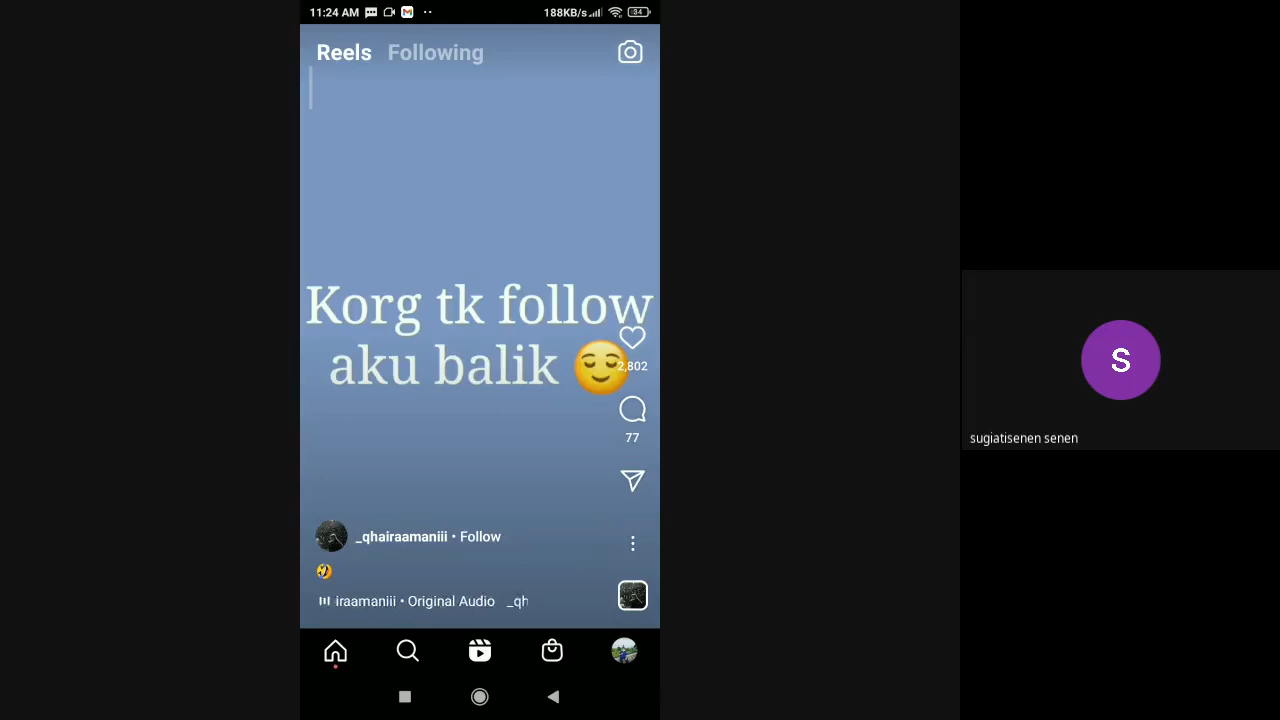 11:24 AM
188KB/s
34
Reels Following
Korg tk follow
aku balik 😌
2,802
77
_qhairaamaniii • Follow
🤣
iraamaniii • Original Audio _qh
S
sugiatisenen senen